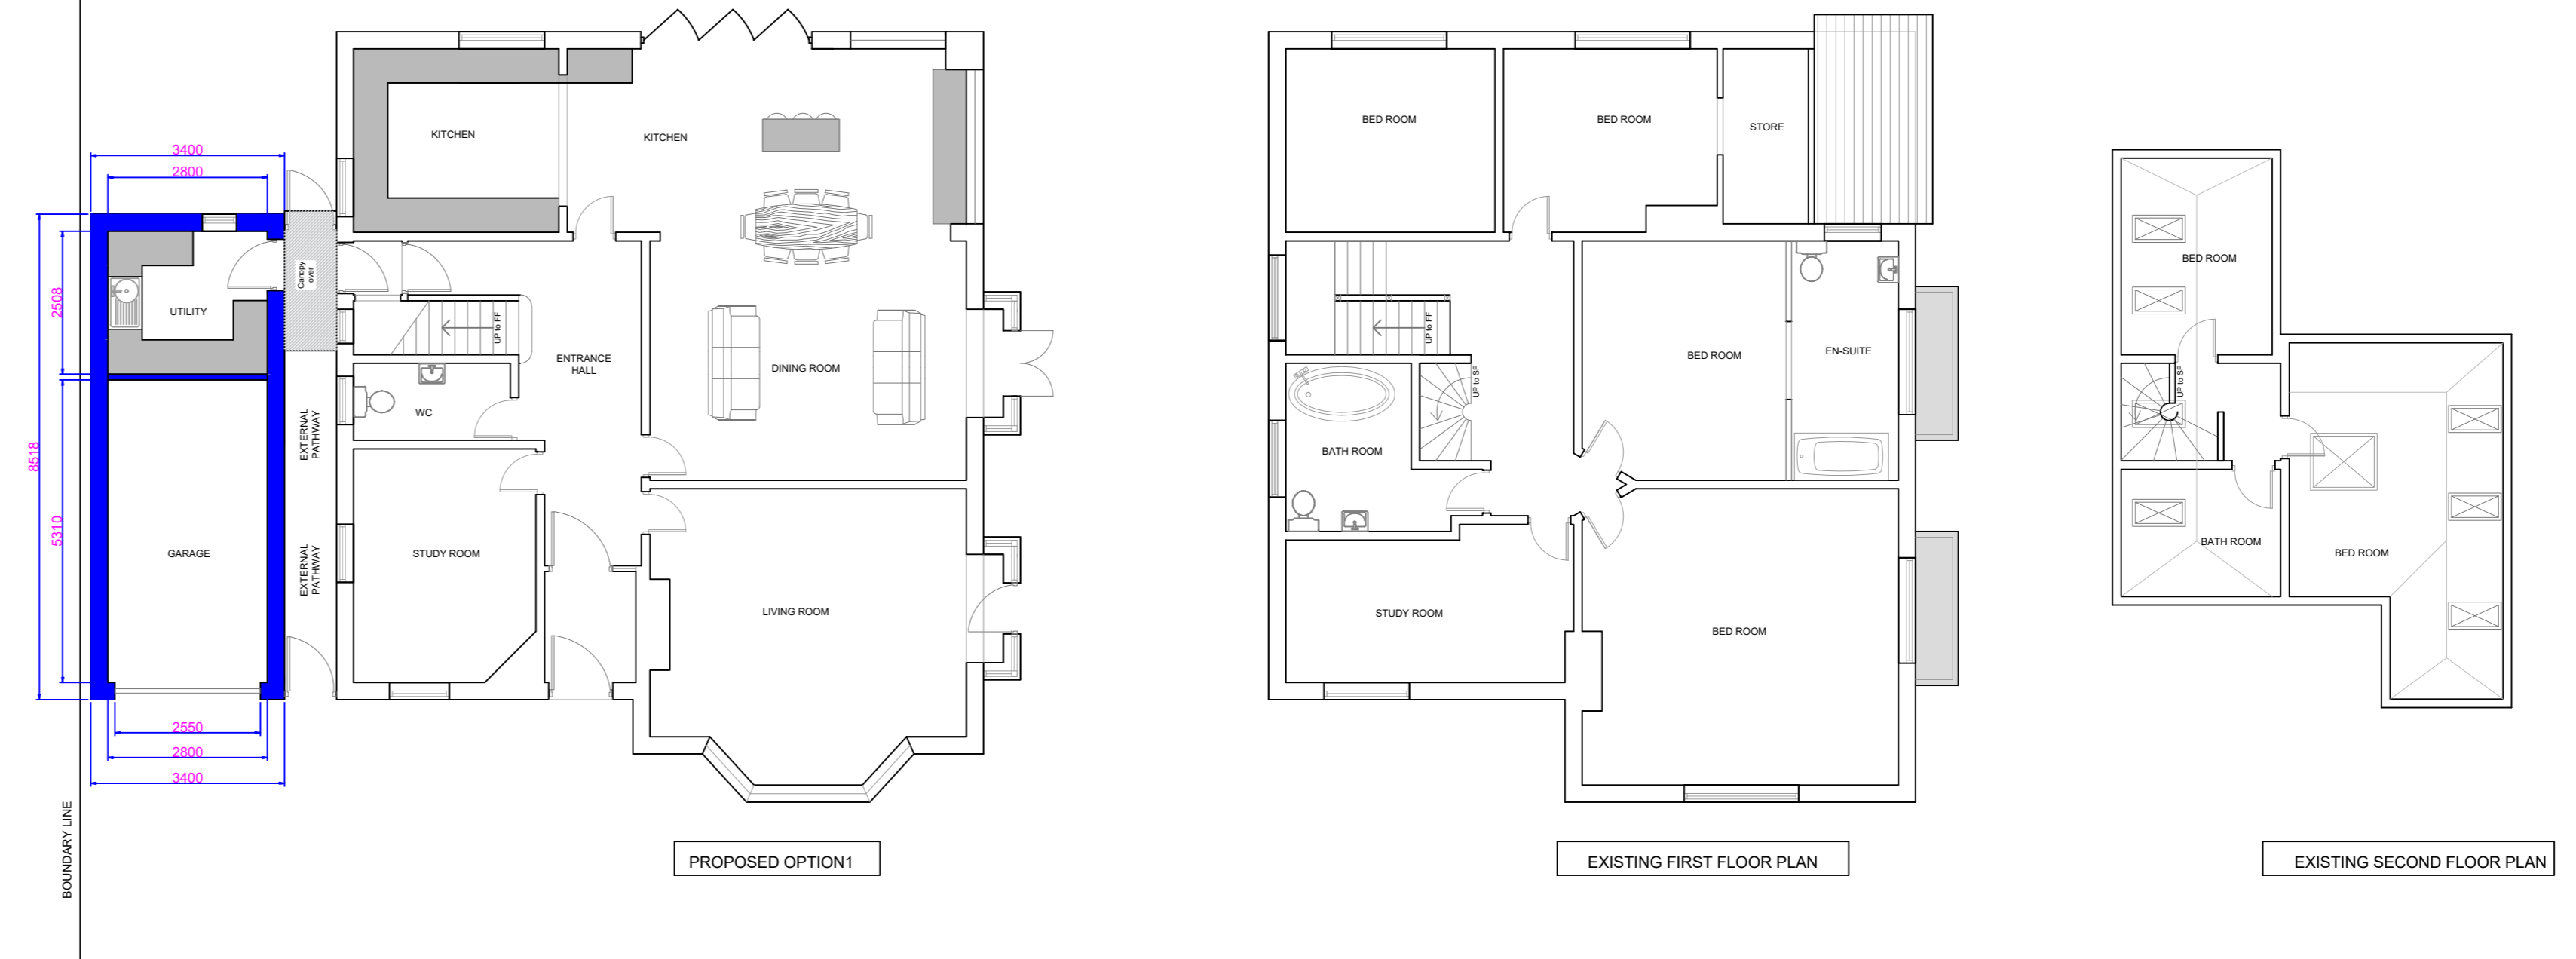 KITCHEN
KITCHEN
3400
2800
Canopy
over
2508
UTILITY
UP to FF
ENTRANCE
HALL
DINING ROOM
WC
EXTERNAL
PATHWAY
8518
5310
GARAGE
EXTERNAL
PATHWAY
STUDY ROOM
LIVING ROOM
2550
2800
3400
BOUNDARY LINE
PROPOSED OPTION1
BED ROOM
BED ROOM
STORE
UP to FF
BED ROOM
EN-SUITE
UP to SF
BATH ROOM
STUDY ROOM
BED ROOM
EXISTING FIRST FLOOR PLAN
BED ROOM
UP to SF
BATH ROOM
BED ROOM
EXISTING SECOND FLOOR PLAN